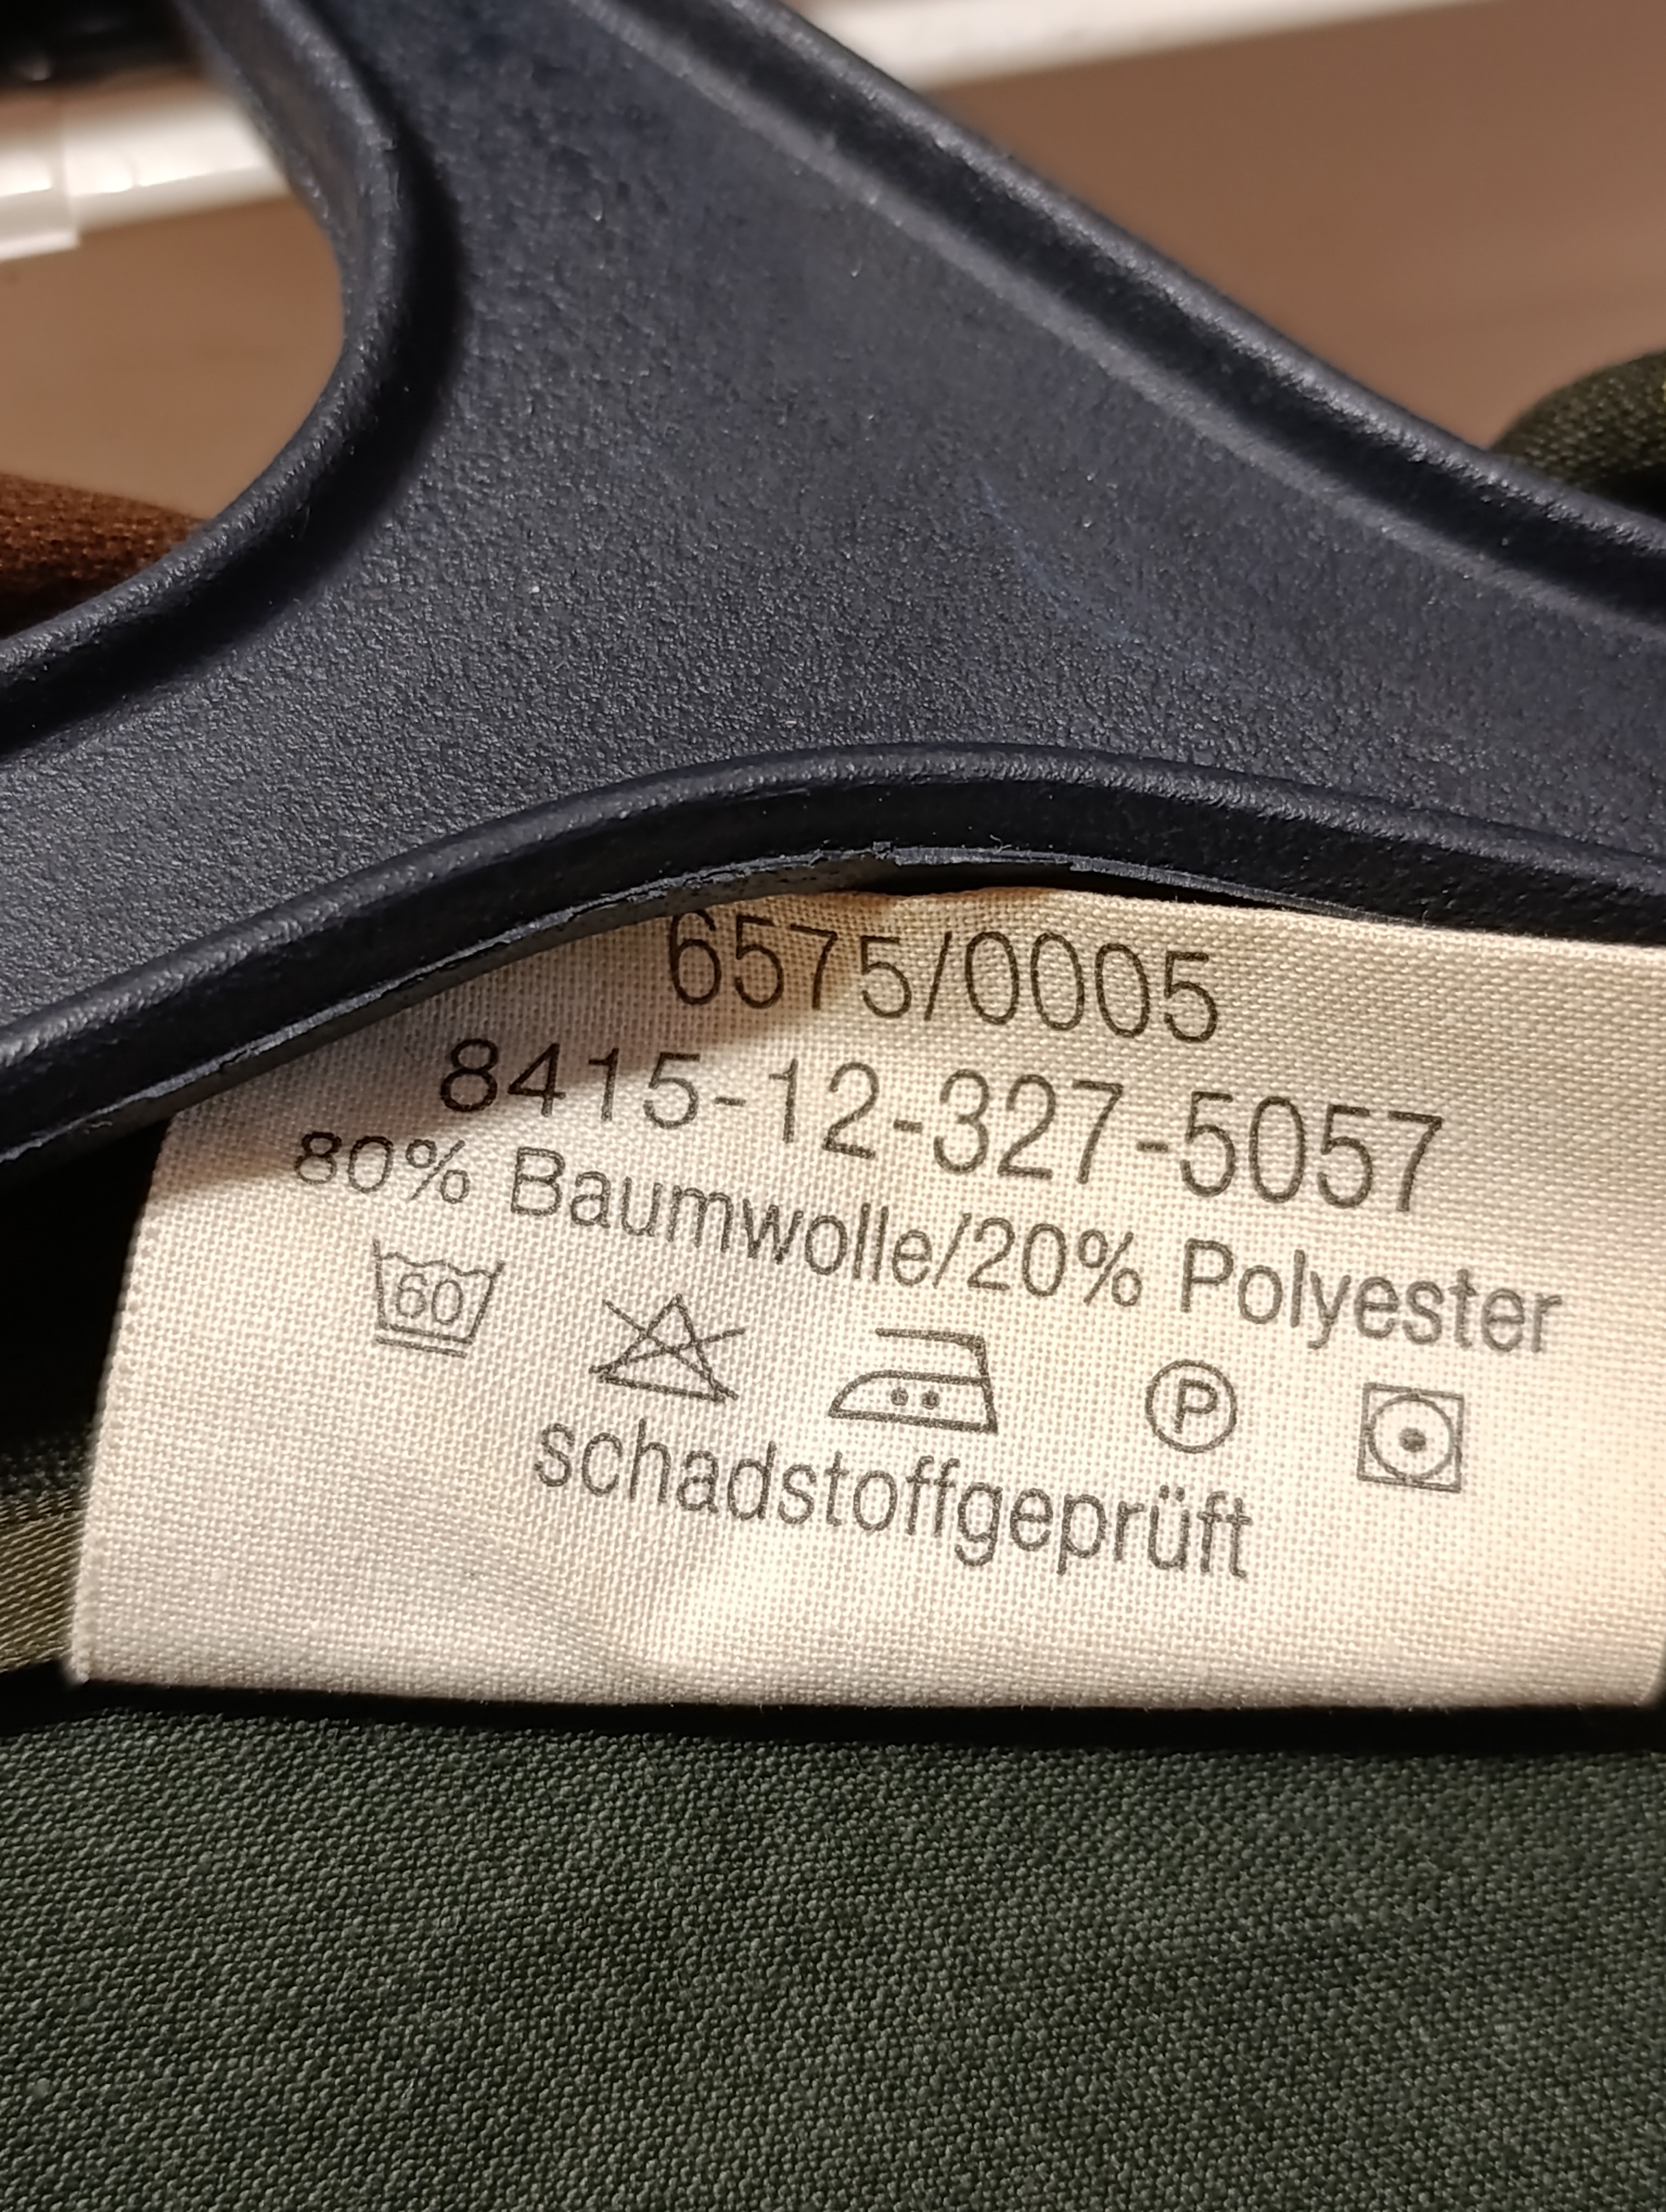 6575/0005
8415-12-327-5057
80% Baumwolle/20% Polyester
60 P
schadstoffgeprüft